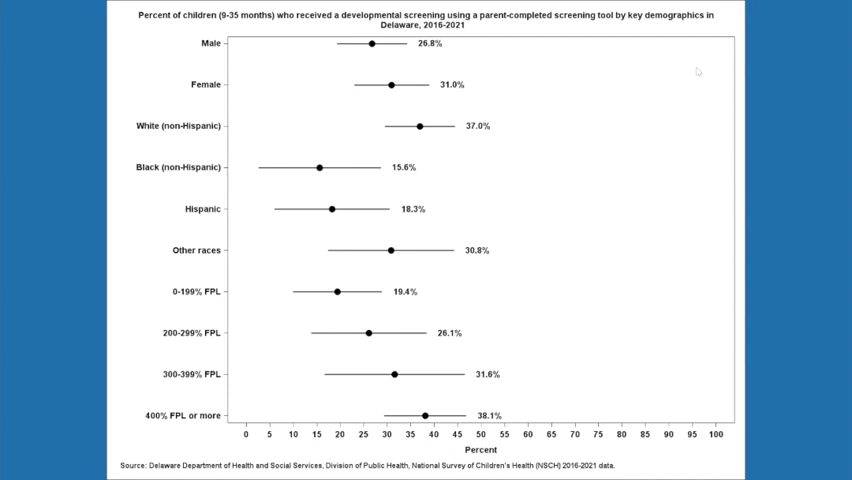 Percent of children (9-35 months) who received a developmental screening using a parent-completed screening tool by key demographics in
Delaware, 2016-2021
Male 26.8%
Female 31.0%
White (non-Hispanic) 37.0%
Black (non-Hispanic) 15.6%
Hispanic 18.3%
Other races 30.8%
0-199% FPL 19.4%
200-299% FPL 26.1%
300-399% FPL 31.6%
400% FPL or more 38.1%
0 5 10 15 20 25 30 35 40 45 50 55 60 65 70 75 80 85 90 95 100
Percent
Source: Delaware Department of Health and Social Services, Division of Public Health, National Survey of Children's Health (NSCH) 2016-2021 data.